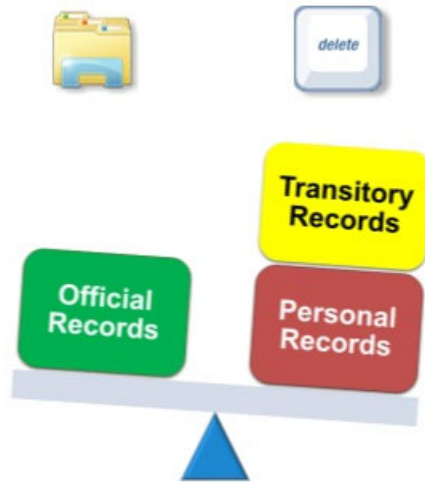 delete
Transitory
Records
Official
Records
Personal
Records